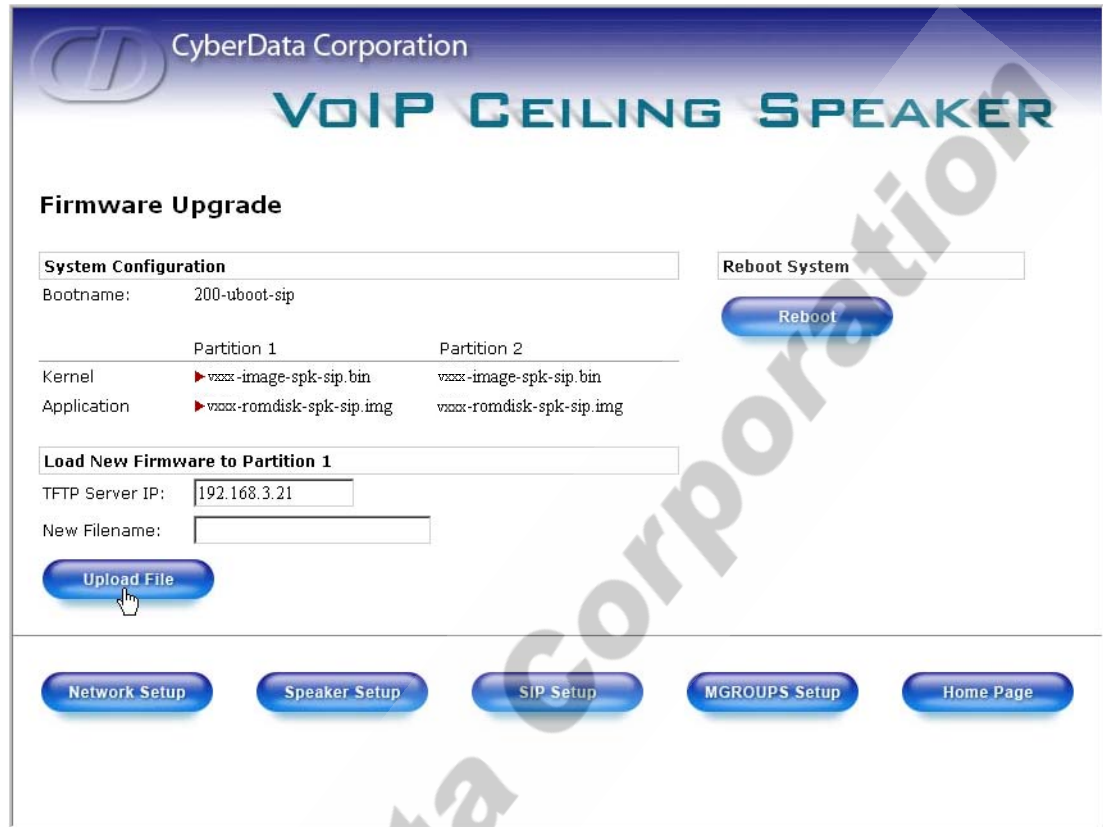 CyberData Corporation
VoIP Ceiling Speaker
Firmware Upgrade
System Configuration
Bootname: 200-uboot-sip
Partition 1 Partition 2
Kernel vxxx-image-spk-sip.bin vxxx-image-spk-sip.bin
Application vxxx-romdisk-spk-sip.img vxxx-romdisk-spk-sip.img
Reboot System
Reboot
Load New Firmware to Partition 1
TFTP Server IP: 192.168.3.21
New Filename:
Upload File
Network Setup Speaker Setup SIP Setup MGROUPS Setup Home Page
ta Corporation